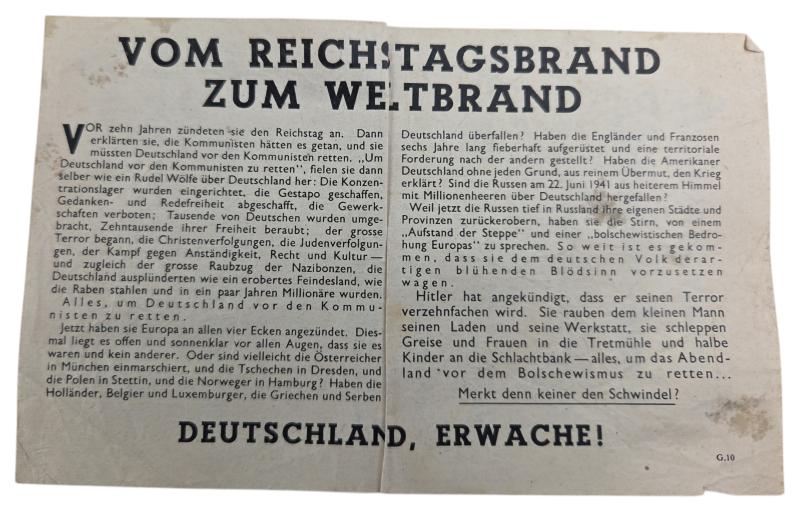 VOM REICHSTAGSBRAND
ZUM WELTBRAND
VOR zehn Jahren zündeten sie den Reichstag an. Dann
erklärten sie, die Kommunisten hätten es getan, und sie
müssten Deutschland vor den Kommunisten retten. „Um
Deutschland vor den Kommunisten zu retten", fielen sie dann
selber wie ein Rudel Wölfe über Deutschland her: Die Konzen-
trationslager wurden eingerichtet, die Gestapo geschaffen,
Gedanken- und Redefreiheit abgeschafft, die Gewerk-
schaften verboten; Tausende von Deutschen wurden umge-
bracht, Zehntausende ihrer Freiheit beraubt; der grosse
Terror begann, die Christenverfolgungen, die Judenverfolgun-
gen, der Kampf gegen Anständigkeit, Recht und Kultur—
und zugleich der grosse Raubzug der Nazibonzen, die
Deutschland ausplünderten wie ein erobertes Feindesland, wie
die Raben stahlen und in ein paar Jahren Millionäre wurden.
Alles, um Deutschland vor den Kommu-
nisten zu retten.
Jetzt haben sie Europa an allen vier Ecken angezündet. Dies-
mal liegt es offen und sonnenklar vor allen Augen, dass sie es
waren und kein anderer. Oder sind vielleicht die Österreicher
in München einmarschiert, und die Tschechen in Dresden, und
die Polen in Stettin, und die Norweger in Hamburg? Haben die
Holländer, Belgier und Luxemburger, die Griechen und Serben
Deutschland überfallen? Haben die Engländer und Franzosen
sechs Jahre lang fieberhaft aufgerüstet und eine territoriale
Forderung nach der andern gestellt? Haben die Amerikaner
Deutschland ohne jeden Grund, aus reinem Übermut, den Krieg
erklärt? Sind die Russen am 22. Juni 1941 aus heiterem Himmel
mit Millionenheeren über Deutschland hergefallen?
Weil jetzt die Russen tief in Russland ihre eigenen Städte und
Provinzen zurückerobern, haben sie die Stirn, von einem
„Aufstand der Steppe" und einer „bolschewistischen Bedro-
hung Europas" zu sprechen. So weit ist es gekom-
men, dass sie dem deutschen Volk derar-
tigen blühenden Blödsinn vorzusetzen
wagen.
Hitler hat angekündigt, dass er seinen Terror
verzehnfachen wird. Sie rauben dem kleinen Mann
seinen Laden und seine Werkstatt, sie schleppen
Greise und Frauen in die Tretmühle und halbe
Kinder an die Schlachtbank—alles, um das Abend-
land vor dem Bolschewismus zu retten...
Merkt denn keiner den Schwindel?
DEUTSCHLAND, ERWACHE!
G.10